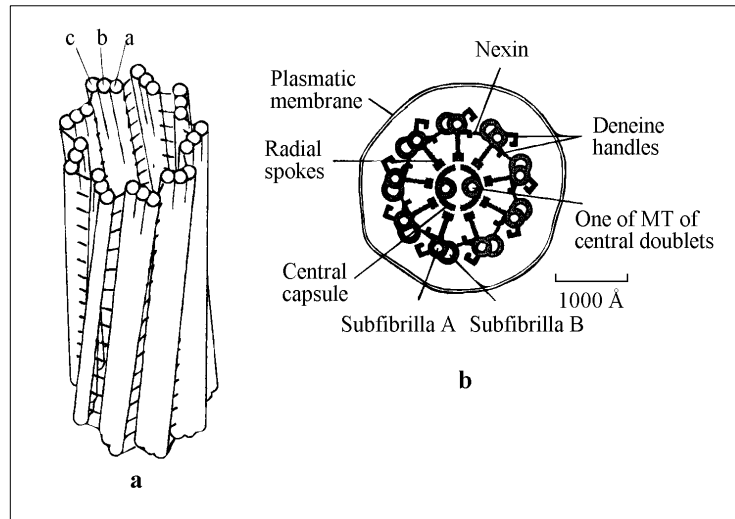 c b a
a
Nexin
Plasmatic
membrane
Deneine
handles
Radial
spokes
One of MT of
central doublets
Central
capsule
1000 Å
Subfibrilla A
Subfibrilla B
b